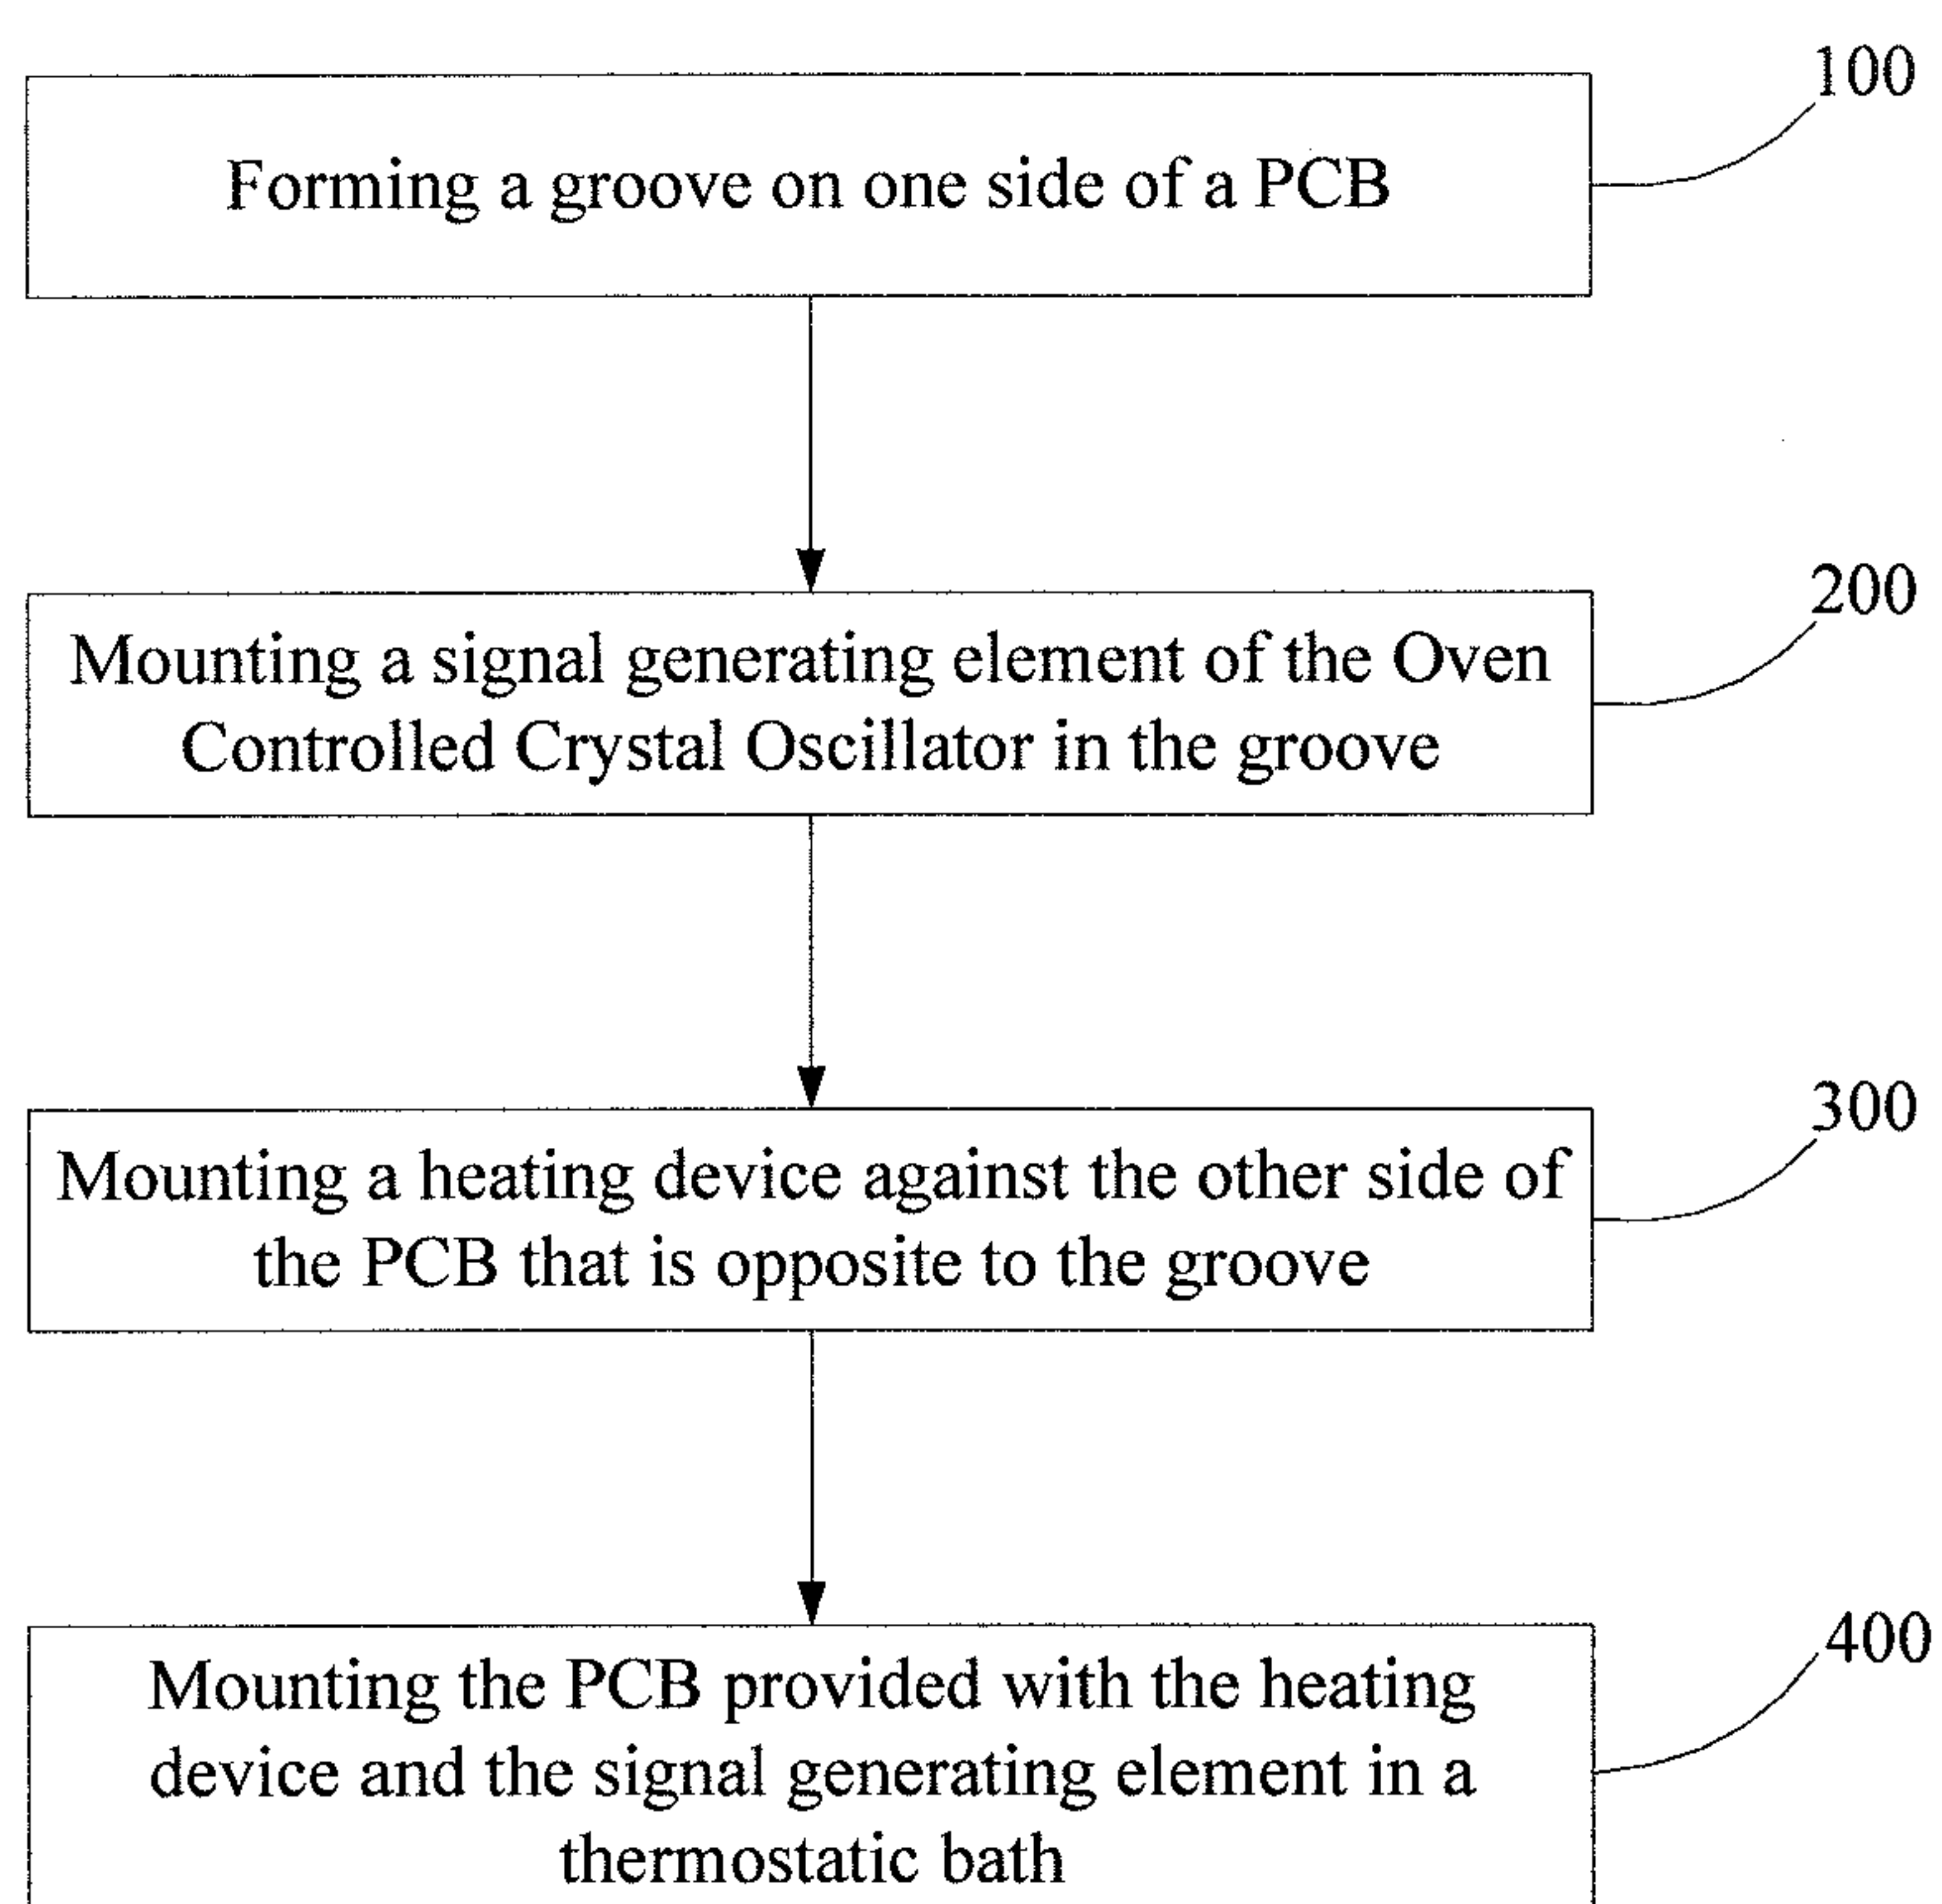 100
Forming a groove on one side of a PCB
200
Mounting a signal generating element of the Oven
Controlled Crystal Oscillator in the groove
300
Mounting a heating device against the other side of
the PCB that is opposite to the groove
400
Mounting the PCB provided with the heating
device and the signal generating element in a
thermostatic bath